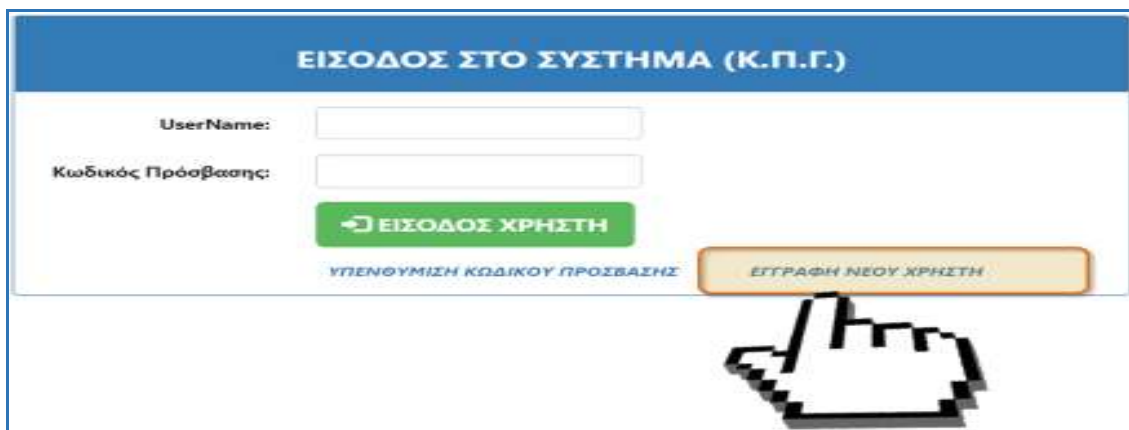 ΕΙΣΟΔΟΣ ΣΤΟ ΣΥΣΤΗΜΑ (Κ.Π.Γ.)
UserName:
Κωδικός Πρόσβασης:
ΕΙΣΟΔΟΣ ΧΡΗΣΤΗ
ΥΠΕΝΘΥΜΙΣΗ ΚΩΔΙΚΟΥ ΠΡΟΣΒΑΣΗΣ ΕΓΓΡΑΦΗ ΝΕΟΥ ΧΡΗΣΤΗ